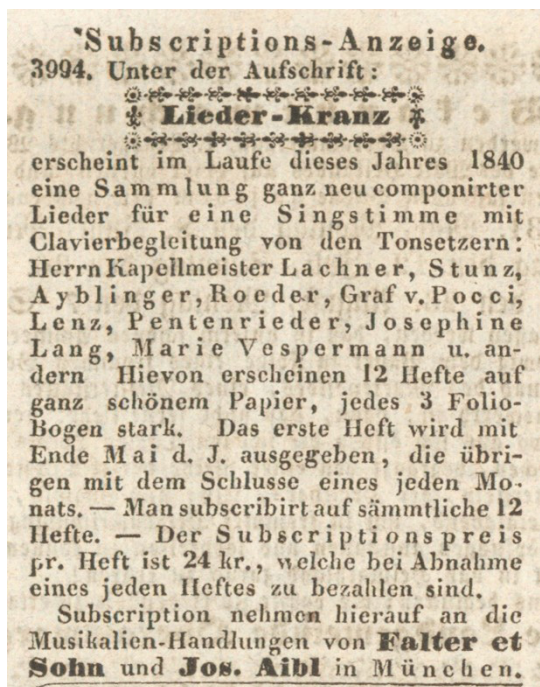 Subscriptions-Anzeige.
3994. Unter der Aufschrift:
Lieder-Kranz
erscheint im Laufe dieses Jahres 1840
eine Sammlung ganz neu componirter
Lieder für eine Singstimme mit
Clavierbegleitung von den Tonsetzern:
Herrn Kapellmeister Lachner, Stunz,
Ayblinger, Roeder, Graf v. Pocci,
Lenz, Pentenrieder, Josephine
Lang, Marie Vespermann u. an-
dern Hievon erscheinen 12 Hefte auf
ganz schönem Papier, jedes 3 Folio-
Bogen stark. Das erste Heft wird mit
Ende Mai d. J. ausgegeben, die übri-
gen mit dem Schlusse eines jeden Mo-
nats. — Man subscribirt auf sämmtliche 12
Hefte. — Der Subscriptionspreis
pr. Heft ist 24 kr., welche bei Abnahme
eines jeden Heftes zu bezahlen sind.
Subscription nehmen hierauf an die
Musikalien-Handlungen von Falter et
Sohn und Jos. Aibl in München.